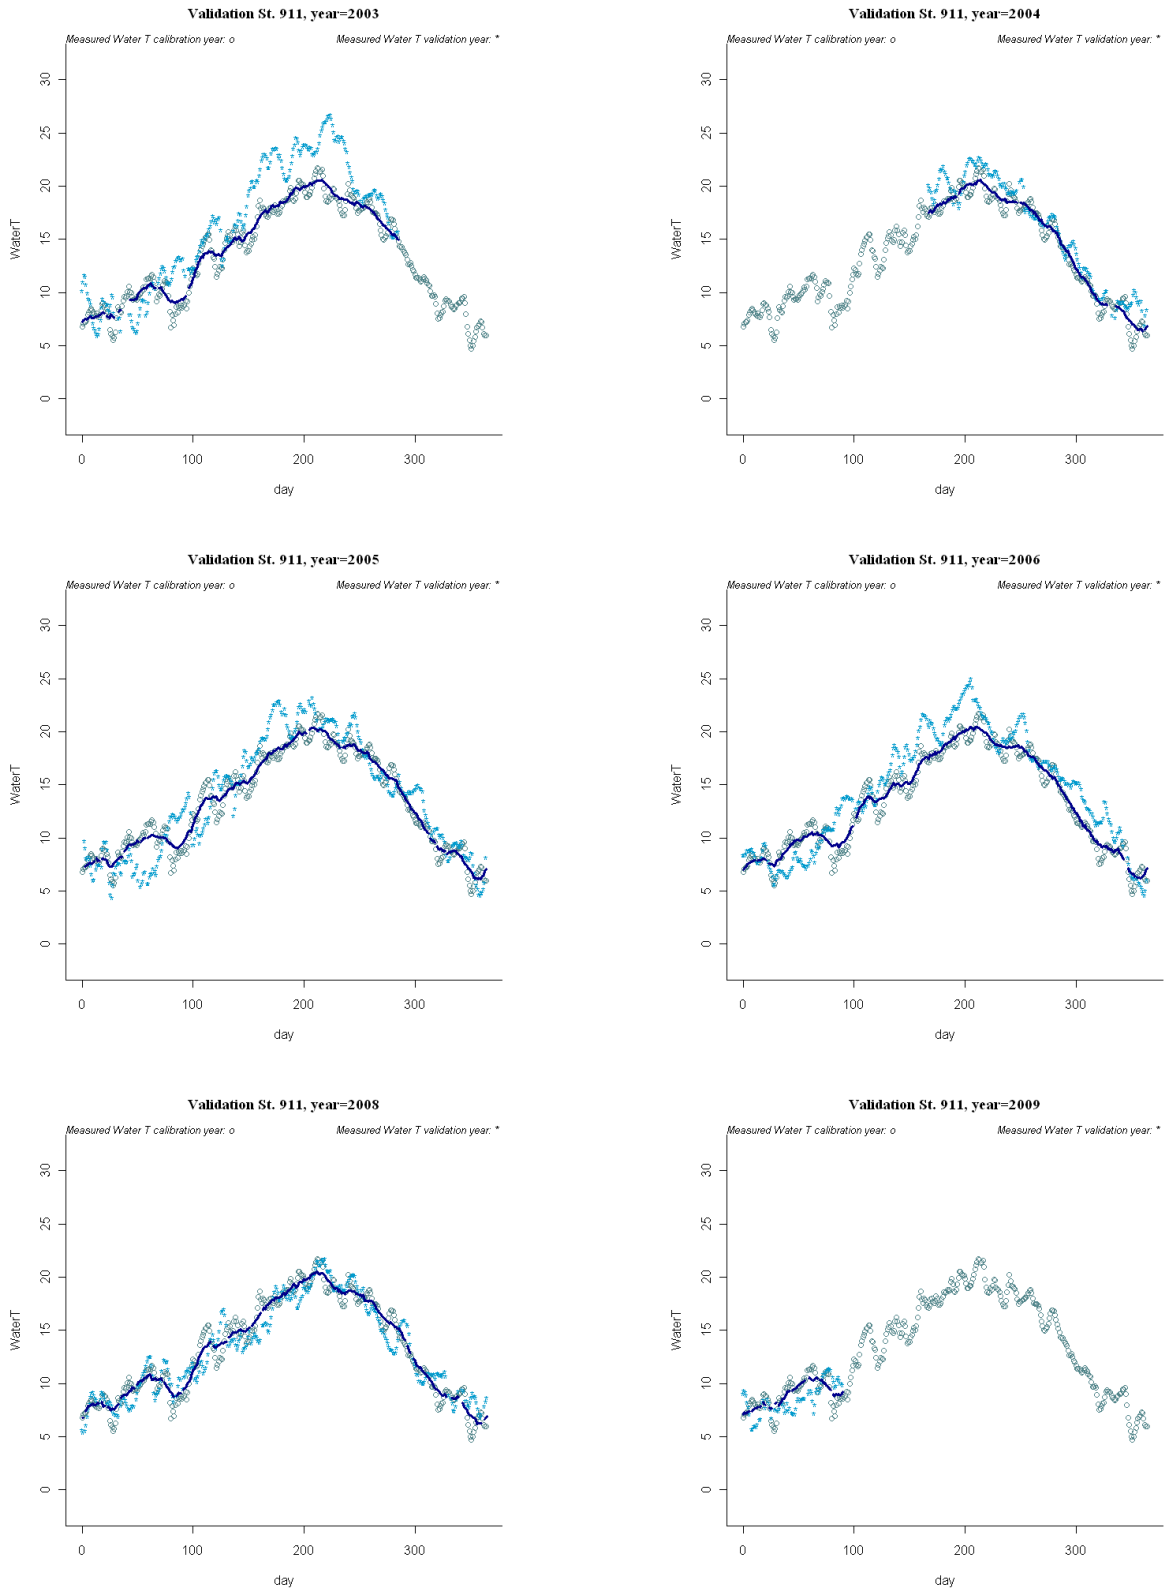 Validation St. 911, year=2003
Measured Water T calibration year: o Measured Water T validation year: *
WaterT
30
25
20
15
10
5
0
0 100 200 300
day
Validation St. 911, year=2004
Measured Water T calibration year: o Measured Water T validation year: *
WaterT
30
25
20
15
10
5
0
0 100 200 300
day
Validation St. 911, year=2005
Measured Water T calibration year: o Measured Water T validation year: *
WaterT
30
25
20
15
10
5
0
0 100 200 300
day
Validation St. 911, year=2006
Measured Water T calibration year: o Measured Water T validation year: *
WaterT
30
25
20
15
10
5
0
0 100 200 300
day
Validation St. 911, year=2008
Measured Water T calibration year: o Measured Water T validation year: *
WaterT
30
25
20
15
10
5
0
0 100 200 300
day
Validation St. 911, year=2009
Measured Water T calibration year: o Measured Water T validation year: *
WaterT
30
25
20
15
10
5
0
0 100 200 300
day